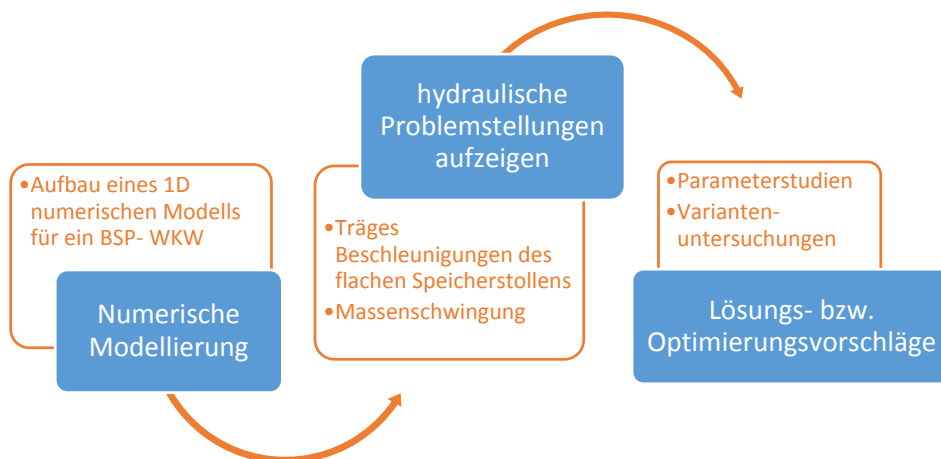 •Aufbau eines 1D
numerischen Modells
für ein BSP- WKW
Numerische
Modellierung
hydraulische
Problemstellungen
aufzeigen
•Träges
Beschleunigungen des
flachen Speicherstollens
•Massenschwingung
•Parameterstudien
•Varianten-
untersuchungen
Lösungs- bzw.
Optimierungsvorschläge